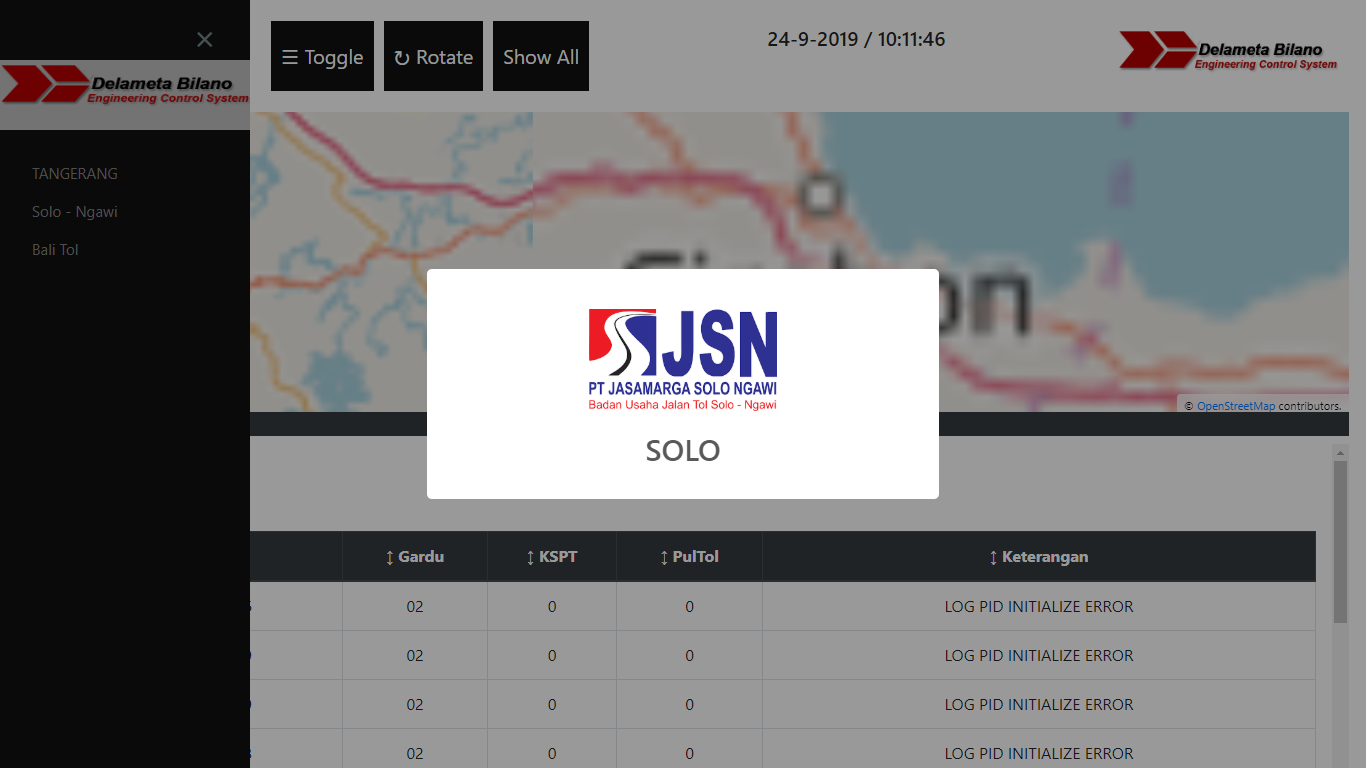 ×
Delameta Bilano
Engineering Control System
TANGERANG
Solo - Ngawi
Bali Tol
☰ Toggle
↻ Rotate
Show All
24-9-2019 / 10:11:46
Delameta Bilano
Engineering Control System
JSN
PT JASAMARGA SOLO NGAWI
Badan Usaha Jalan Tol Solo - Ngawi
SOLO
© OpenStreetMap contributors.
↕ Gardu ↕ KSPT ↕ PulTol ↕ Keterangan
02 0 0 LOG PID INITIALIZE ERROR
02 0 0 LOG PID INITIALIZE ERROR
02 0 0 LOG PID INITIALIZE ERROR
02 0 0 LOG PID INITIALIZE ERROR